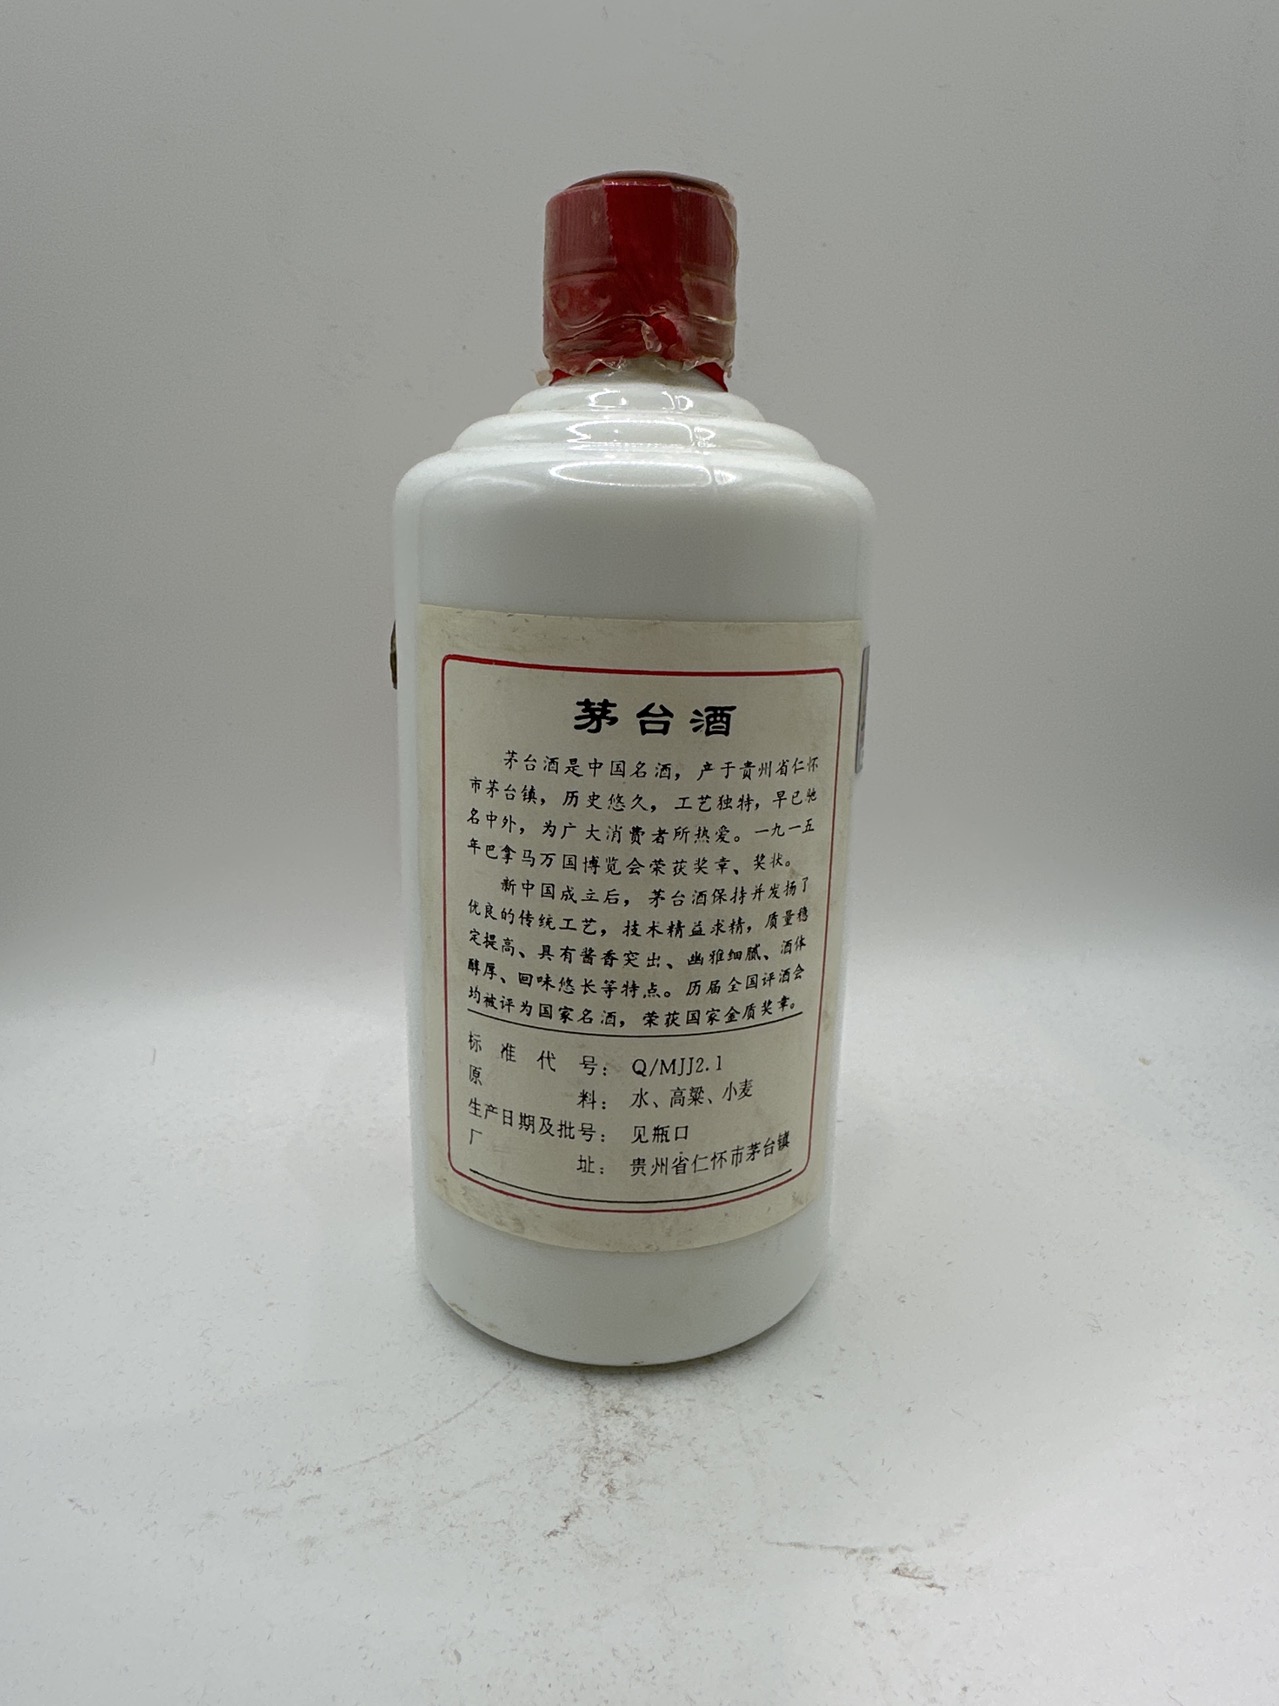 茅台酒
茅台酒是中国名酒，产于贵州省仁怀
市茅台镇，历史悠久，工艺独特，早已驰
名中外，为广大消费者所热爱。一九一五
年巴拿马万国博览会荣获奖章、奖状。
新中国成立后，茅台酒保持并发扬了
优良的传统工艺，技术精益求精，质量稳
定提高、具有酱香突出、幽雅细腻、酒体
醇厚、回味悠长等特点。历届全国评酒会
均被评为国家名酒，荣获国家金质奖章。
标准代号：Q/MJJ2.1
原料：水、高粱、小麦
生产日期及批号：见瓶口
厂址：贵州省仁怀市茅台镇